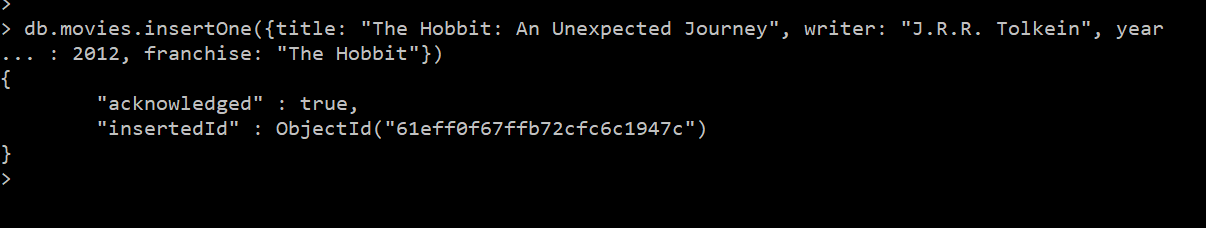 >
> db.movies.insertOne({title: "The Hobbit: An Unexpected Journey", writer: "J.R.R. Tolkein", year
... : 2012, franchise: "The Hobbit"})
{
        "acknowledged" : true,
        "insertedId" : ObjectId("61eff0f67ffb72cfc6c1947c")
}
>